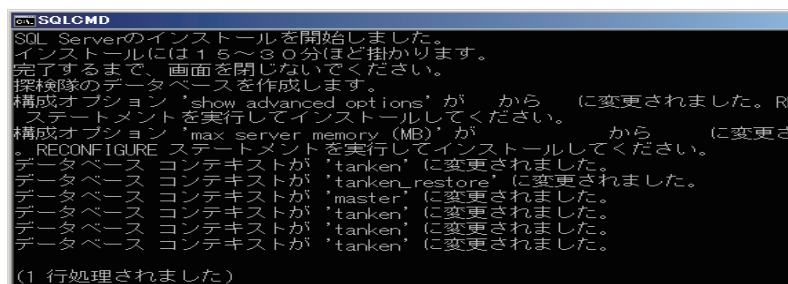 SQLCMD
SQL Serverのインストールを開始しました。
インストールには１５～３０分ほど掛かります。
完了するまで、画面を閉じないでください。
探検隊のデータベースを作成します。
構成オプション 'show advanced options' が から に変更されました。R
ステートメントを実行してインストールしてください。
構成オプション 'max server memory (MB)' が から に変更さ
。RECONFIGURE ステートメントを実行してインストールしてください。
データベース コンテキストが 'tanken' に変更されました。
データベース コンテキストが 'tanken_restore' に変更されました。
データベース コンテキストが 'master' に変更されました。
データベース コンテキストが 'tanken' に変更されました。
データベース コンテキストが 'tanken' に変更されました。
データベース コンテキストが 'tanken' に変更されました。
(1 行処理されました)